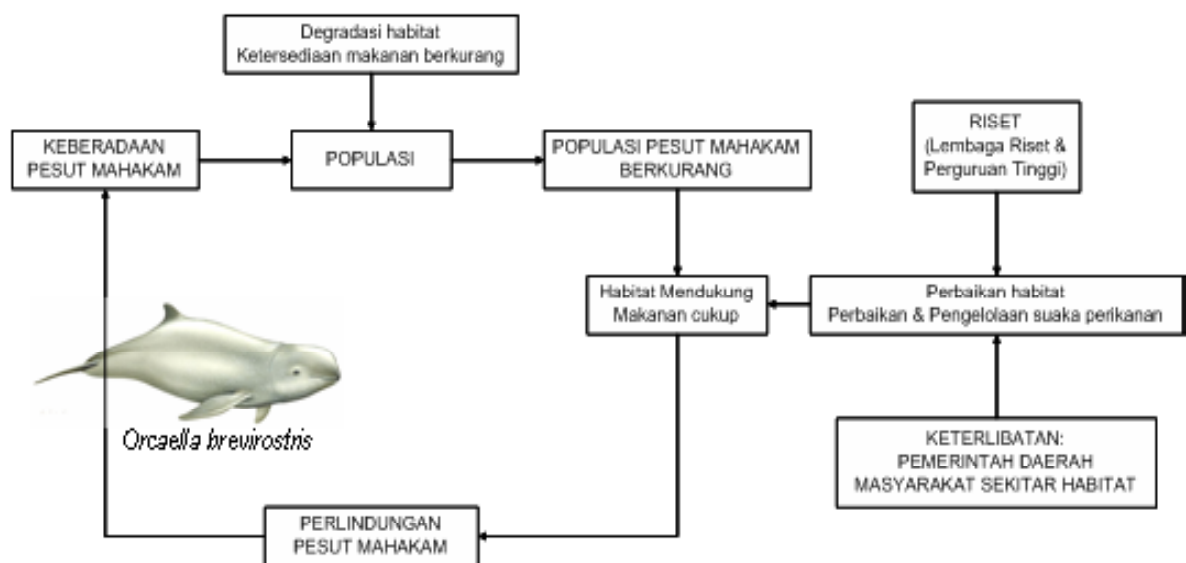 Degradasi habitat
Ketersediaan makanan berkurang
KEBERADAAN
PESUT MAHAKAM
POPULASI
POPULASI PESUT MAHAKAM
BERKURANG
RISET
(Lembaga Riset &
Perguruan Tinggi)
Habitat Mendukung
Makanan cukup
Perbaikan habitat
Perbaikan & Pengelolaan suaka perikanan
Orcaella brevirostris
KETERLIBATAN:
PEMERINTAH DAERAH
MASYARAKAT SEKITAR HABITAT
PERLINDUNGAN
PESUT MAHAKAM